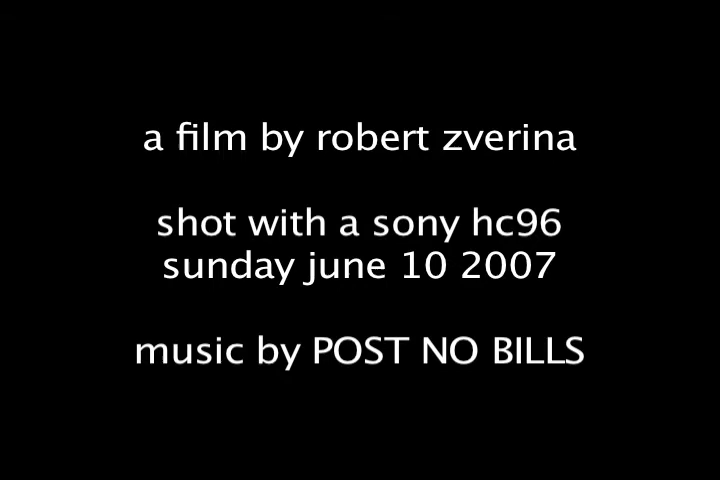 a film by robert zverina
shot with a sony hc96
sunday june 10 2007
music by POST NO BILLS